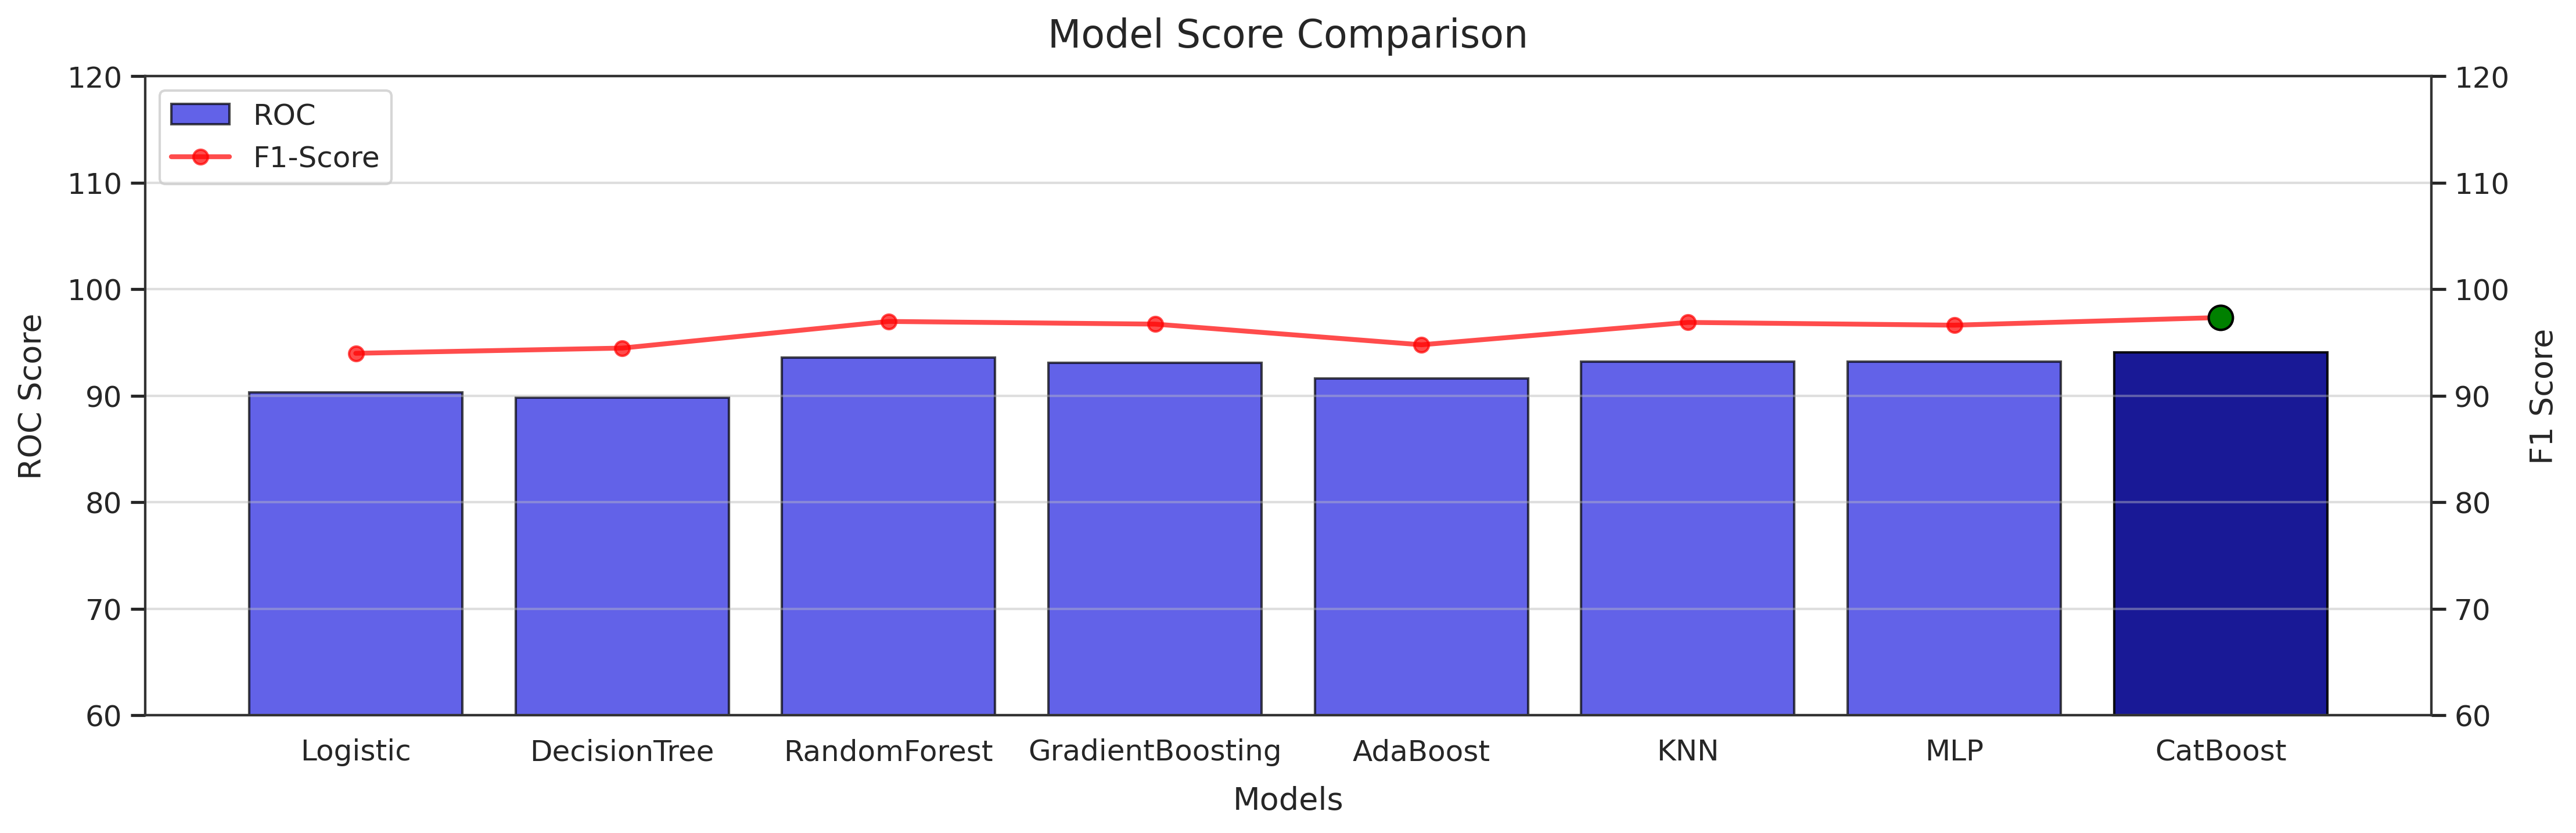 Model Score Comparison
ROC
F1-Score
120
110
100
90
80
70
60
ROC Score
120
110
100
90
80
70
60
F1 Score
Logistic DecisionTree RandomForest GradientBoosting AdaBoost KNN MLP CatBoost
Models